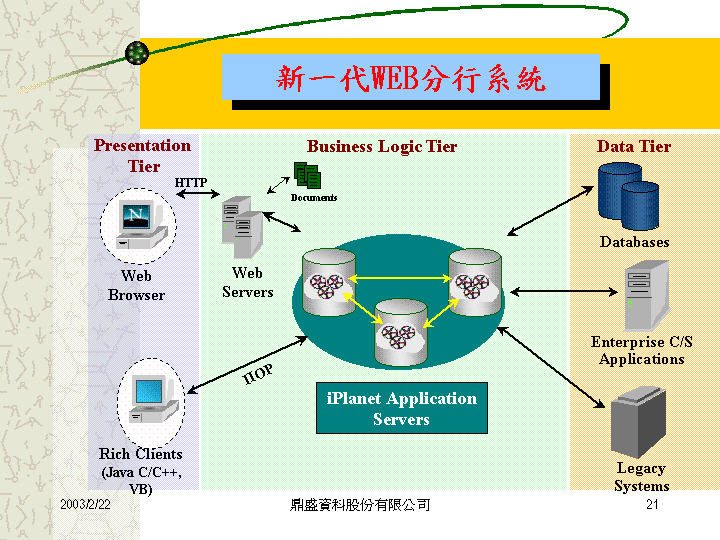 新一代WEB分行系統
Presentation
Tier
Business Logic Tier
Data Tier
HTTP
Documents
N
Web
Browser
Web
Servers
Databases
Enterprise C/S
Applications
IIOP
iPlanet Application
Servers
Rich Clients
(Java C/C++,
VB)
Legacy
Systems
2003/2/22
鼎盛資科股份有限公司
21